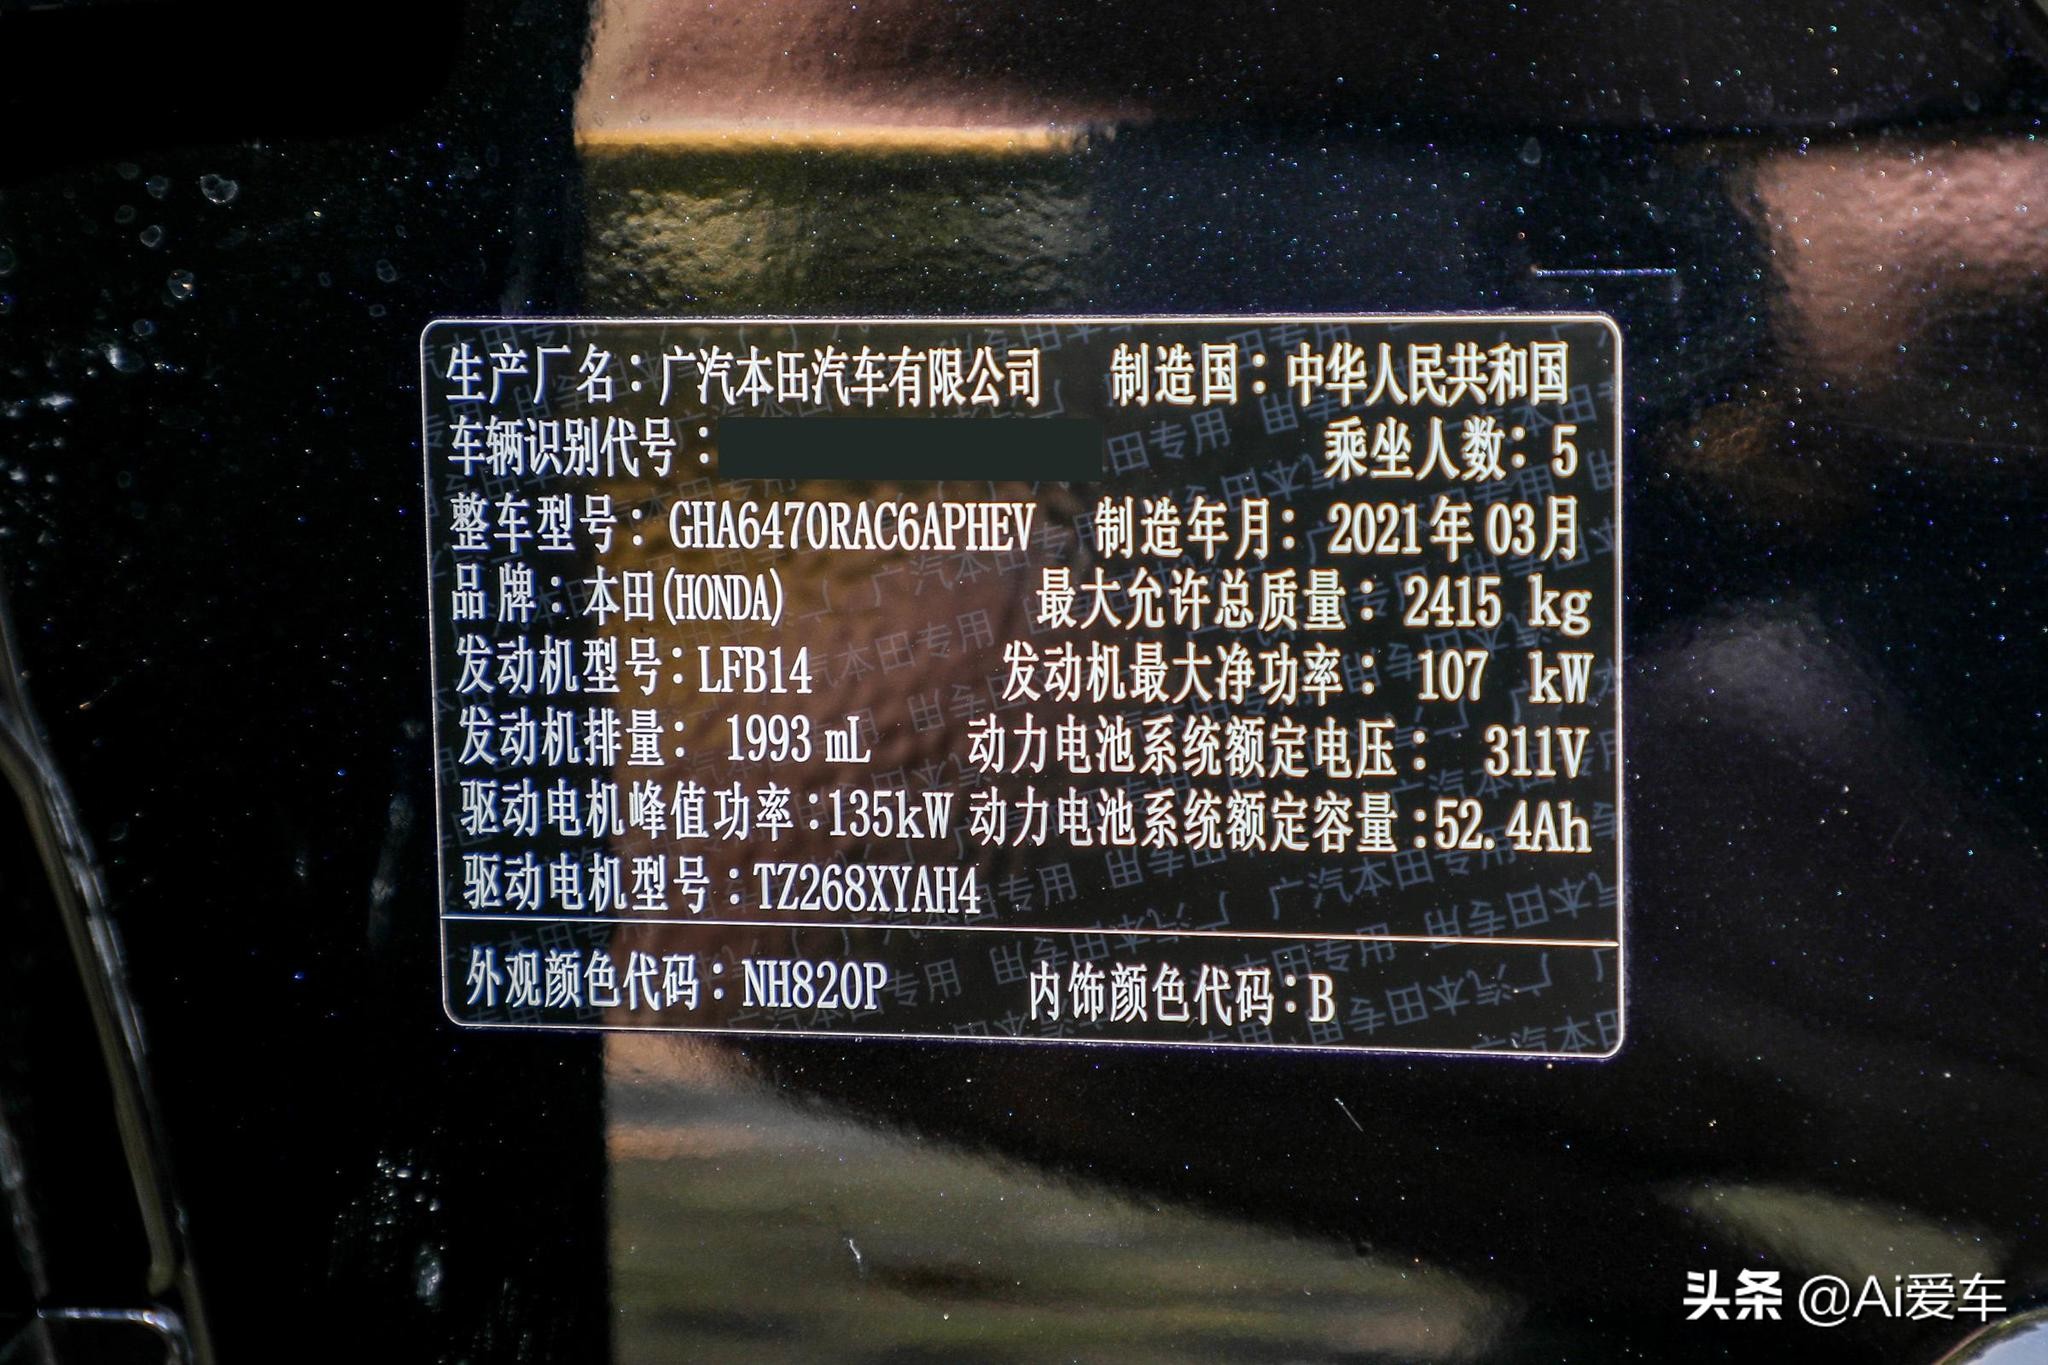 生产厂名：广汽本田汽车有限公司 制造国：中华人民共和国
车辆识别代号： 乘坐人数：5
整车型号：GHA6470RAC6APHEV 制造年月：2021年03月
品牌：本田(HONDA) 最大允许总质量：2415 kg
发动机型号：LFB14 发动机最大净功率：107 kW
发动机排量：1993 mL 动力电池系统额定电压：311V
驱动电机峰值功率：135kW 动力电池系统额定容量：52.4Ah
驱动电机型号：TZ268XYAH4
外观颜色代码：NH820P 内饰颜色代码：B
头条 @Ai爱车